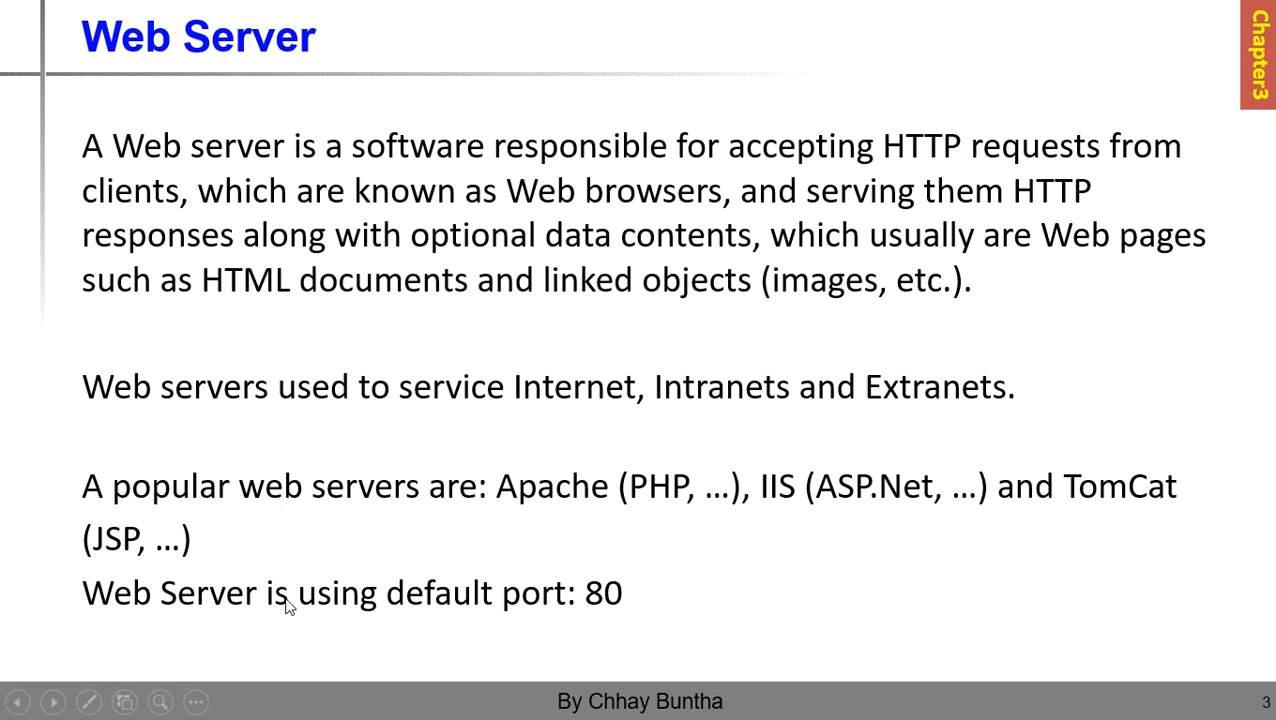 Web Server
Chapter3
A Web server is a software responsible for accepting HTTP requests from
clients, which are known as Web browsers, and serving them HTTP
responses along with optional data contents, which usually are Web pages
such as HTML documents and linked objects (images, etc.).
Web servers used to service Internet, Intranets and Extranets.
A popular web servers are: Apache (PHP, …), IIS (ASP.Net, …) and TomCat
(JSP, …)
Web Server is using default port: 80
By Chhay Buntha
3